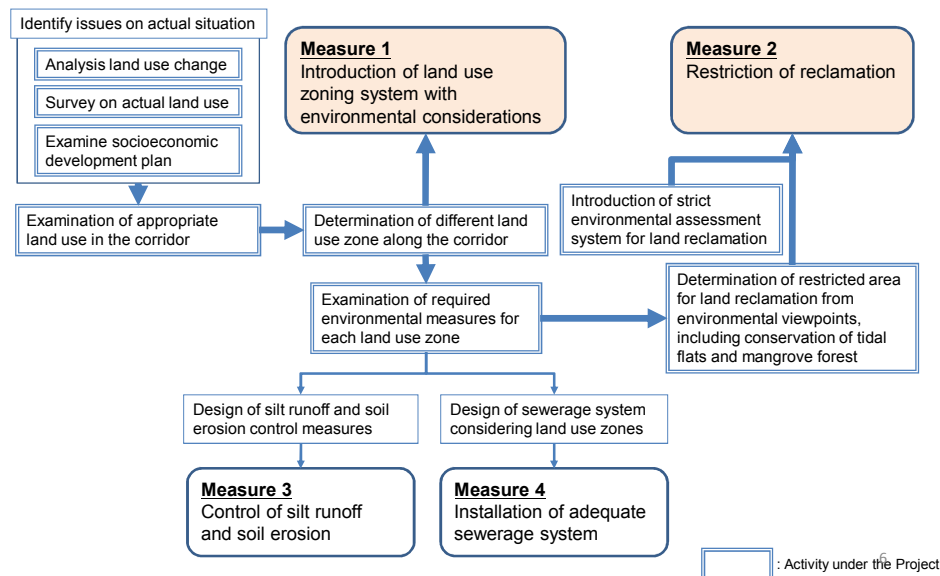 Identify issues on actual situation
Analysis land use change
Survey on actual land use
Examine socioeconomic
development plan
Measure 1
Introduction of land use
zoning system with
environmental considerations
Measure 2
Restriction of reclamation
Examination of appropriate
land use in the corridor
Determination of different land
use zone along the corridor
Introduction of strict
environmental assessment
system for land reclamation
Examination of required
environmental measures for
each land use zone
Determination of restricted area
for land reclamation from
environmental viewpoints,
including conservation of tidal
flats and mangrove forest
Design of silt runoff and soil
erosion control measures
Design of sewerage system
considering land use zones
Measure 3
Control of silt runoff
and soil erosion
Measure 4
Installation of adequate
sewerage system
: Activity under the Project
6